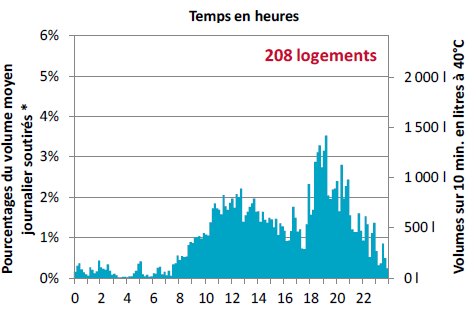 Temps en heures
208 logements
Pourcentages du volume moyen
journalier soutirés *
6%
5%
4%
3%
2%
1%
0%
2 000 l
1 500 l
1 000 l
500 l
0 l
Volumes sur 10 min. en litres à 40°C
0 2 4 6 8 10 12 14 16 18 20 22